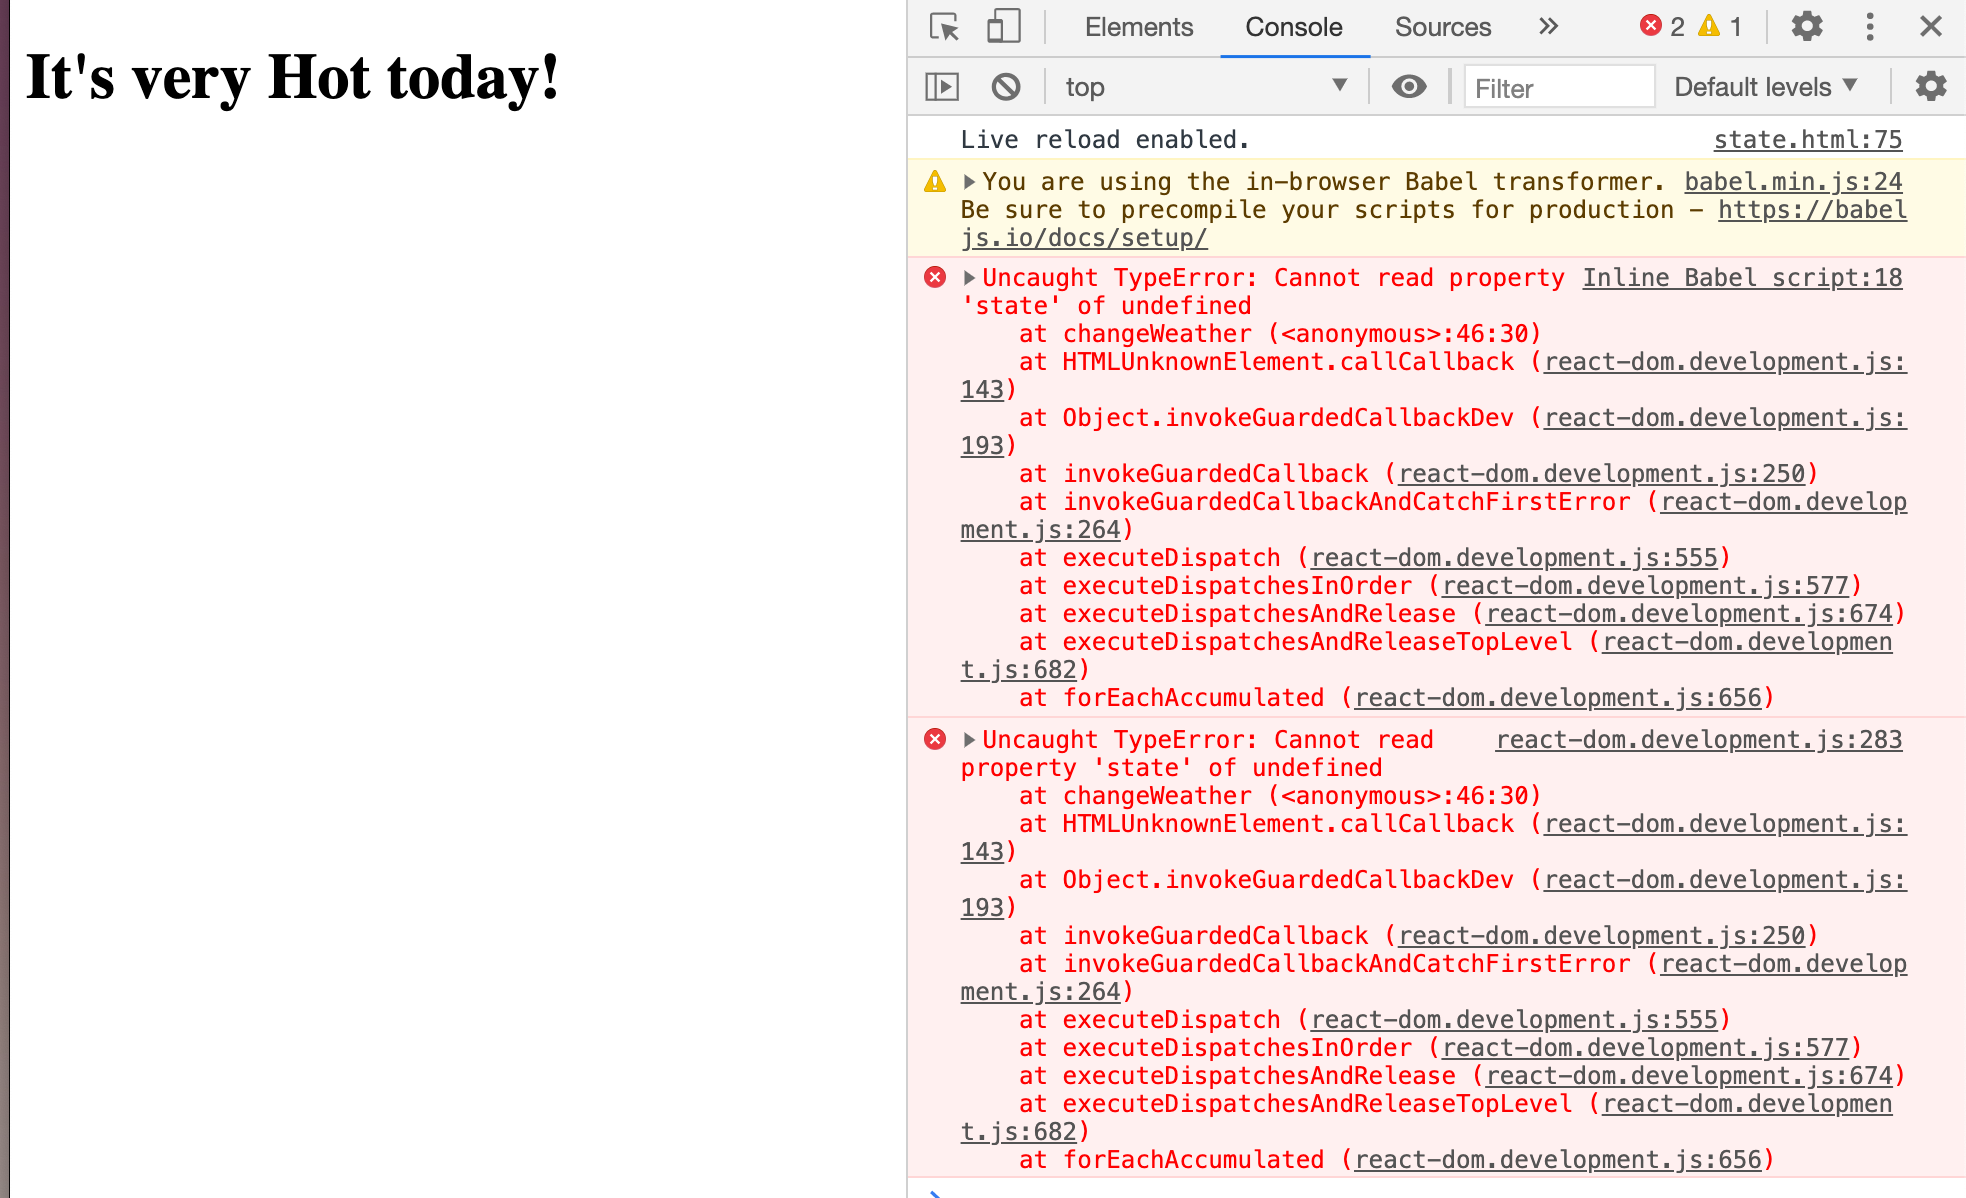 It's very Hot today!
Elements Console Sources » 2 1
top Filter Default levels
Live reload enabled. state.html:75
You are using the in-browser Babel transformer. babel.min.js:24
Be sure to precompile your scripts for production – https://babel
js.io/docs/setup/
Uncaught TypeError: Cannot read property Inline Babel script:18
'state' of undefined
at changeWeather (<anonymous>:46:30)
at HTMLUnknownElement.callCallback (react-dom.development.js:
143)
at Object.invokeGuardedCallbackDev (react-dom.development.js:
193)
at invokeGuardedCallback (react-dom.development.js:250)
at invokeGuardedCallbackAndCatchFirstError (react-dom.develop
ment.js:264)
at executeDispatch (react-dom.development.js:555)
at executeDispatchesInOrder (react-dom.development.js:577)
at executeDispatchesAndRelease (react-dom.development.js:674)
at executeDispatchesAndReleaseTopLevel (react-dom.developmen
t.js:682)
at forEachAccumulated (react-dom.development.js:656)
Uncaught TypeError: Cannot read react-dom.development.js:283
property 'state' of undefined
at changeWeather (<anonymous>:46:30)
at HTMLUnknownElement.callCallback (react-dom.development.js:
143)
at Object.invokeGuardedCallbackDev (react-dom.development.js:
193)
at invokeGuardedCallback (react-dom.development.js:250)
at invokeGuardedCallbackAndCatchFirstError (react-dom.develop
ment.js:264)
at executeDispatch (react-dom.development.js:555)
at executeDispatchesInOrder (react-dom.development.js:577)
at executeDispatchesAndRelease (react-dom.development.js:674)
at executeDispatchesAndReleaseTopLevel (react-dom.developmen
t.js:682)
at forEachAccumulated (react-dom.development.js:656)